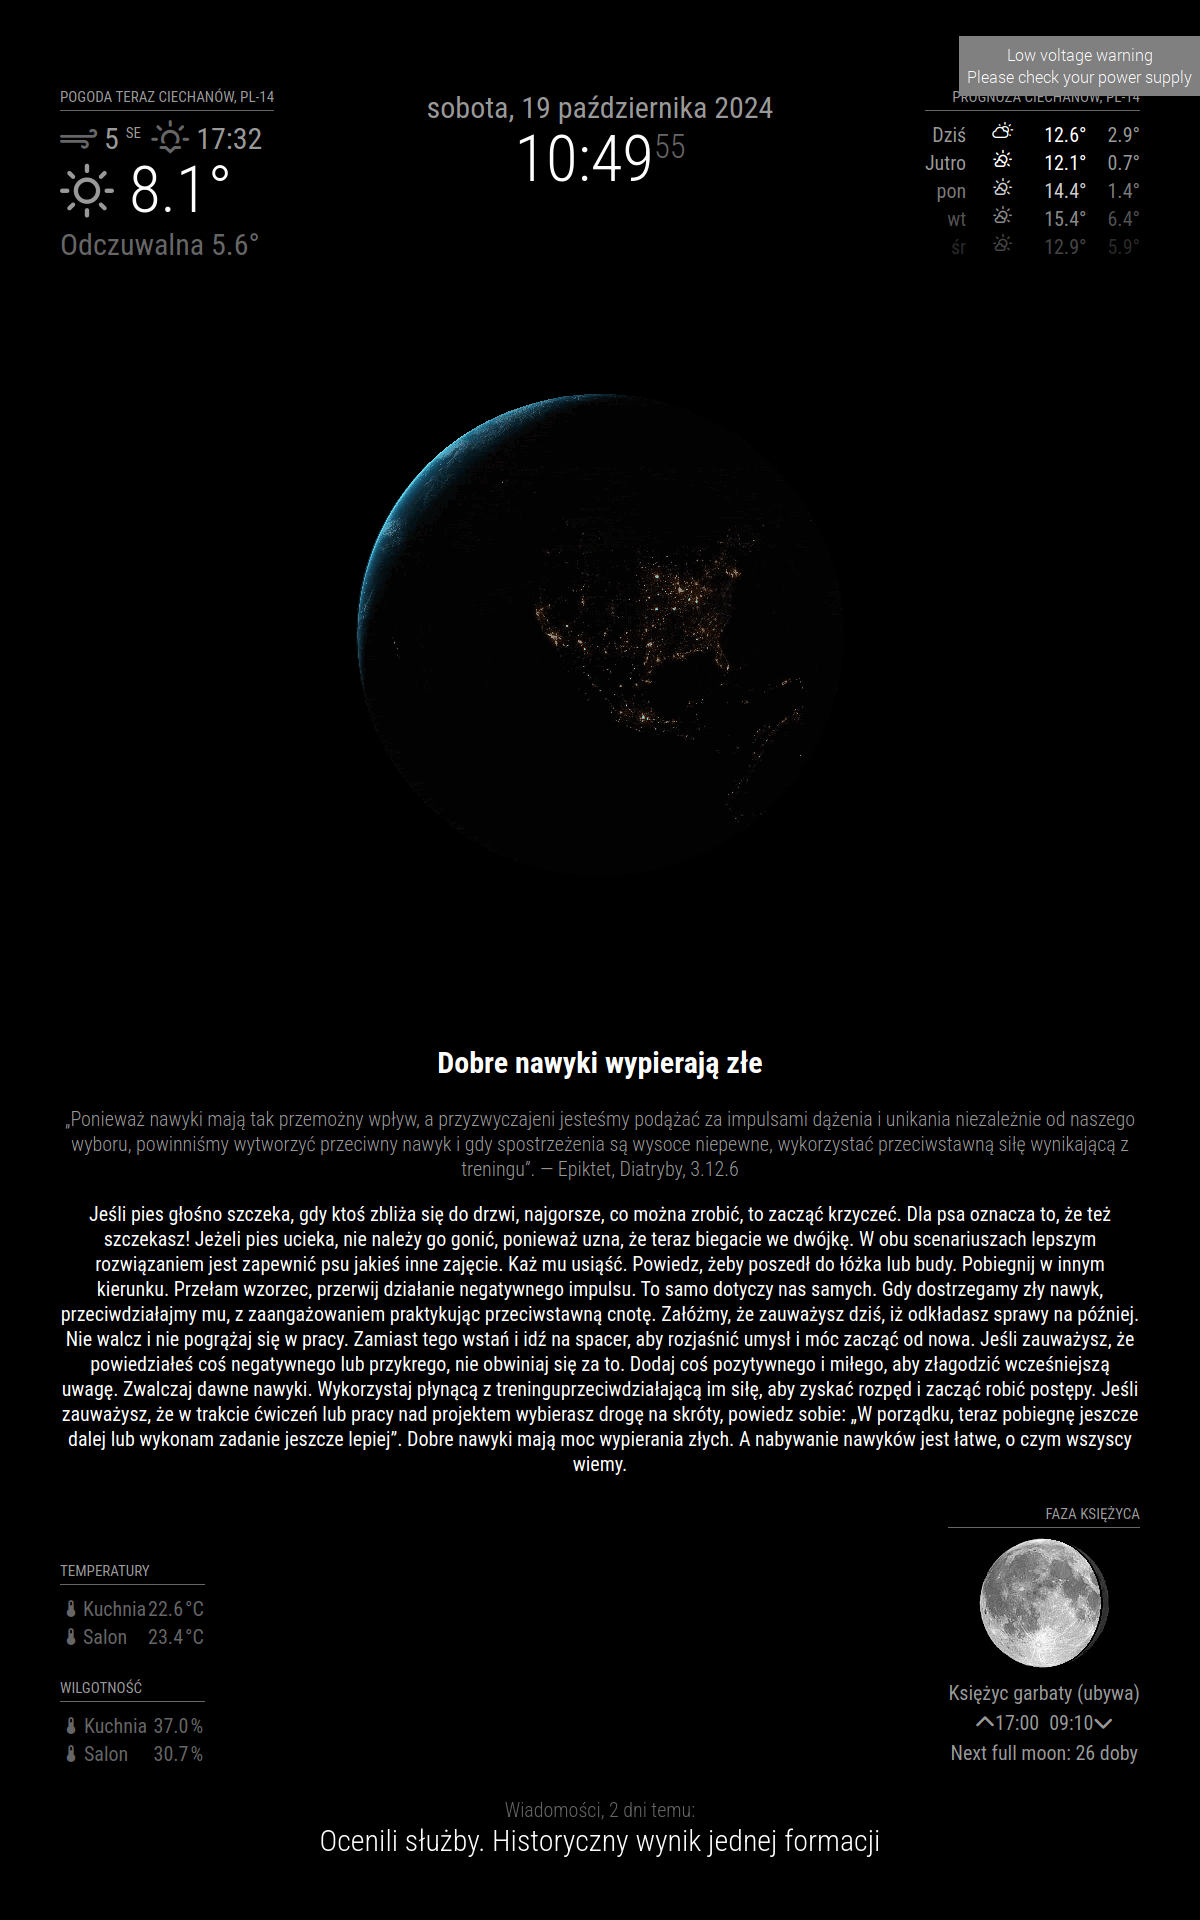 Low voltage warning
Please check your power supply
POGODA TERAZ CIECHANÓW, PL-14
5 SE 17:32
8.1°
Odczuwalna 5.6°
sobota, 19 października 2024
10:49 55
PROGNOZA CIECHANÓW, PL-14
Dziś 12.6° 2.9°
Jutro 12.1° 0.7°
pon 14.4° 1.4°
wt 15.4° 6.4°
śr 12.9° 5.9°
Dobre nawyki wypierają złe
„Ponieważ nawyki mają tak przemożny wpływ, a przyzwyczajeni jesteśmy podążać za impulsami dążenia i unikania niezależnie od naszego
wyboru, powinniśmy wytworzyć przeciwny nawyk i gdy spostrzeżenia są wysoce niepewne, wykorzystać przeciwstawną siłę wynikającą z
treningu”. — Epiktet, Diatryby, 3.12.6
Jeśli pies głośno szczeka, gdy ktoś zbliża się do drzwi, najgorsze, co można zrobić, to zacząć krzyczeć. Dla psa oznacza to, że też
szczekasz! Jeżeli pies ucieka, nie należy go gonić, ponieważ uzna, że teraz biegacie we dwójkę. W obu scenariuszach lepszym
rozwiązaniem jest zapewnić psu jakieś inne zajęcie. Każ mu usiąść. Powiedz, żeby poszedł do łóżka lub budy. Pobiegnij w innym
kierunku. Przełam wzorzec, przerwij działanie negatywnego impulsu. To samo dotyczy nas samych. Gdy dostrzegamy zły nawyk,
przeciwdziałajmy mu, z zaangażowaniem praktykując przeciwstawną cnotę. Załóżmy, że zauważysz dziś, iż odkładasz sprawy na później.
Nie walcz i nie pogrążaj się w pracy. Zamiast tego wstań i idź na spacer, aby rozjaśnić umysł i móc zacząć od nowa. Jeśli zauważysz, że
powiedziałeś coś negatywnego lub przykrego, nie obwiniaj się za to. Dodaj coś pozytywnego i miłego, aby złagodzić wcześniejszą
uwagę. Zwalczaj dawne nawyki. Wykorzystaj płynącą z treninguprzeciwdziałającą im siłę, aby zyskać rozpęd i zacząć robić postępy. Jeśli
zauważysz, że w trakcie ćwiczeń lub pracy nad projektem wybierasz drogę na skróty, powiedz sobie: „W porządku, teraz pobiegnę jeszcze
dalej lub wykonam zadanie jeszcze lepiej”. Dobre nawyki mają moc wypierania złych. A nabywanie nawyków jest łatwe, o czym wszyscy
wiemy.
TEMPERATURY
Kuchnia 22.6°C
Salon 23.4°C
WILGOTNOŚĆ
Kuchnia 37.0%
Salon 30.7%
FAZA KSIĘŻYCA
Księżyc garbaty (ubywa)
17:00 09:10
Next full moon: 26 doby
Wiadomości, 2 dni temu:
Ocenili służby. Historyczny wynik jednej formacji